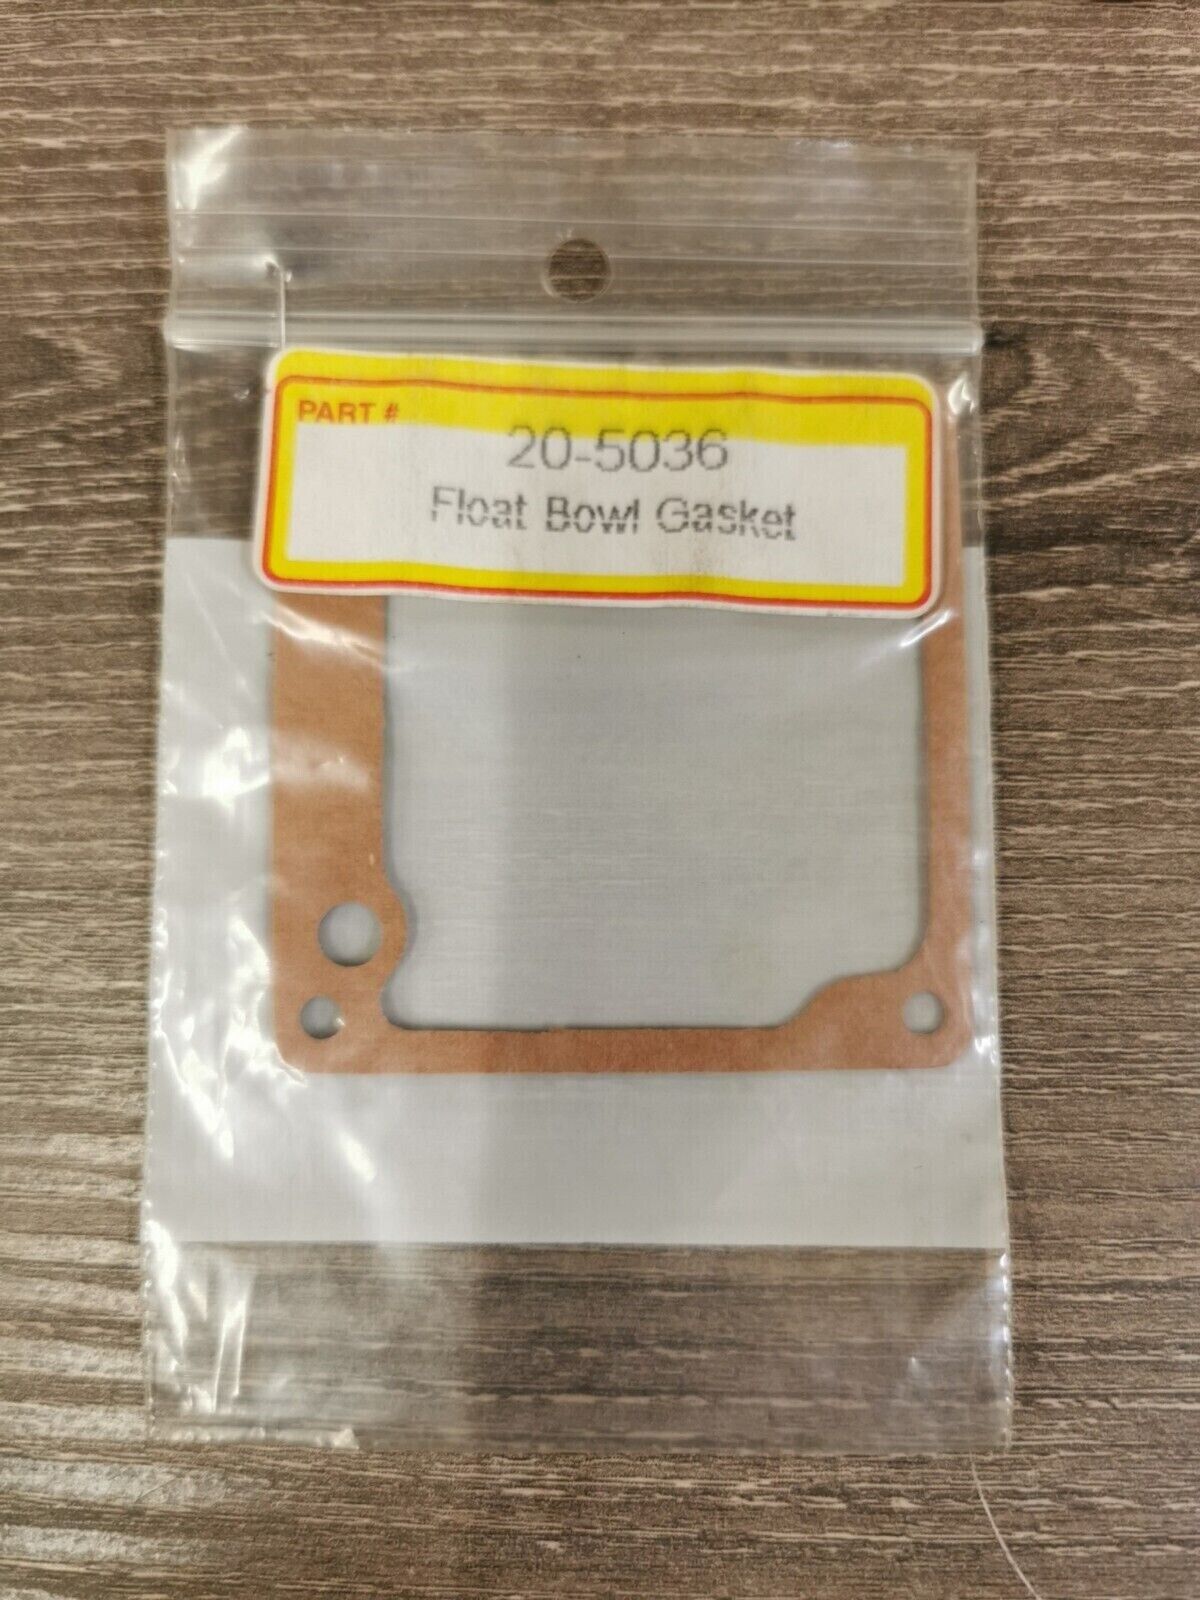 PART #
20-5036
Float Bowl Gasket